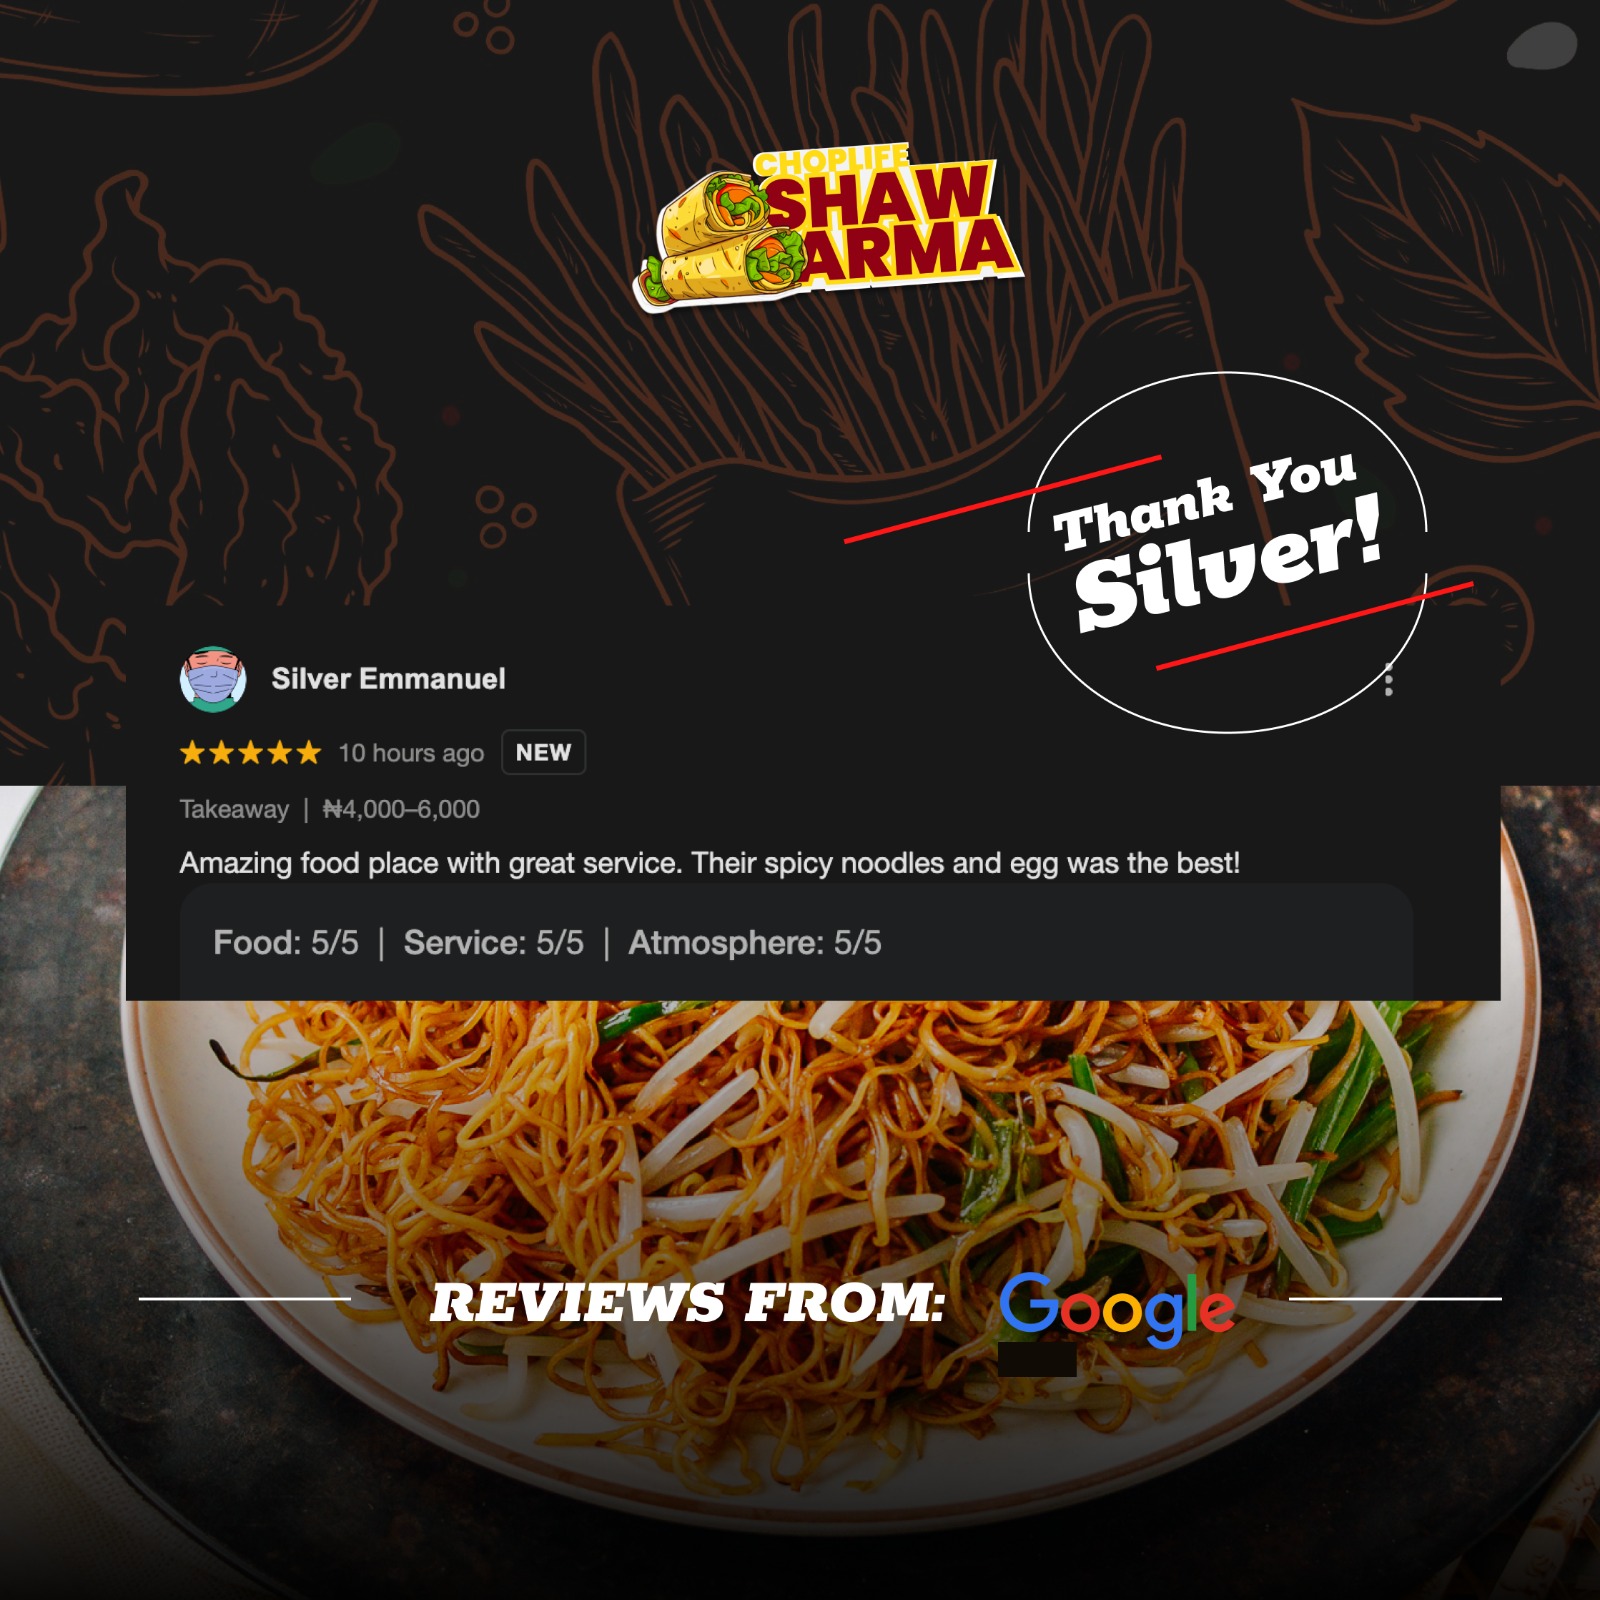 CHOPLIFE
SHAW
ARMA
Thank You
Silver!
Silver Emmanuel
10 hours ago NEW
Takeaway | ₦4,000–6,000
Amazing food place with great service. Their spicy noodles and egg was the best!
Food: 5/5 | Service: 5/5 | Atmosphere: 5/5
REVIEWS FROM: Google